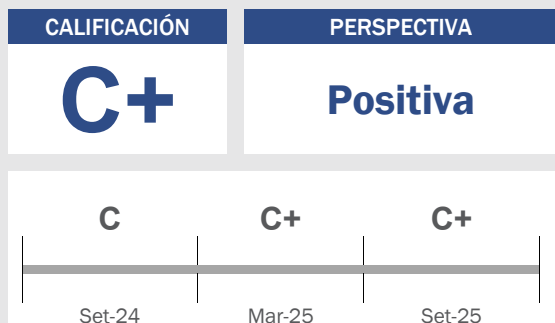 CALIFICACIÓN PERSPECTIVA
C+ Positiva
C C+ C+
Set-24 Mar-25 Set-25